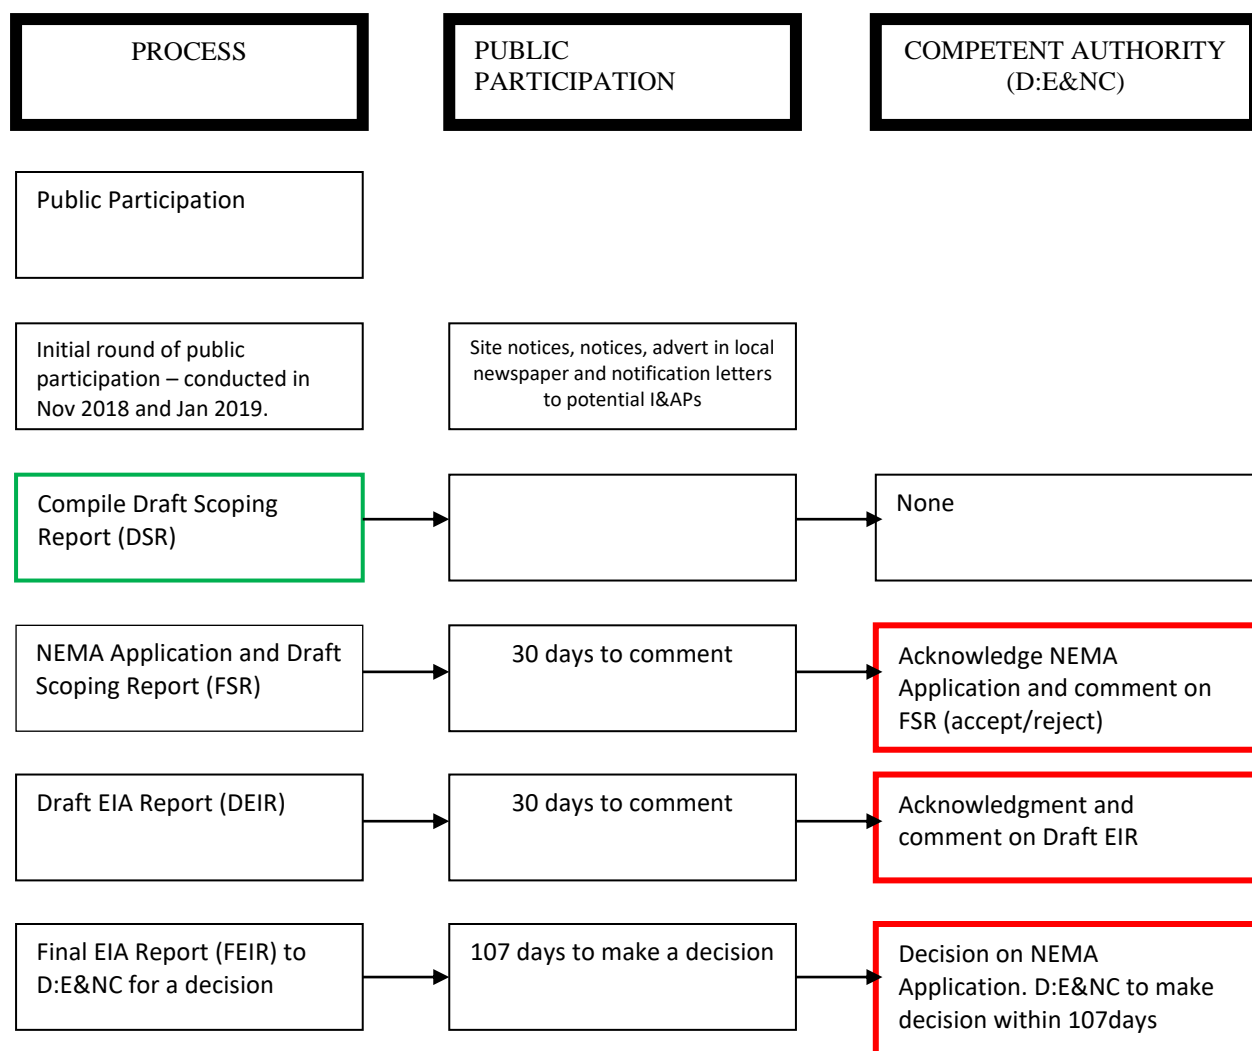 PROCESS
PUBLIC
PARTICIPATION
COMPETENT AUTHORITY
(D:E&NC)
Public Participation
Initial round of public
participation – conducted in
Nov 2018 and Jan 2019.
Site notices, notices, advert in local
newspaper and notification letters
to potential I&APs
Compile Draft Scoping
Report (DSR)
None
NEMA Application and Draft
Scoping Report (FSR)
30 days to comment
Acknowledge NEMA
Application and comment on
FSR (accept/reject)
Draft EIA Report (DEIR)
30 days to comment
Acknowledgment and
comment on Draft EIR
Final EIA Report (FEIR) to
D:E&NC for a decision
107 days to make a decision
Decision on NEMA
Application. D:E&NC to make
decision within 107days